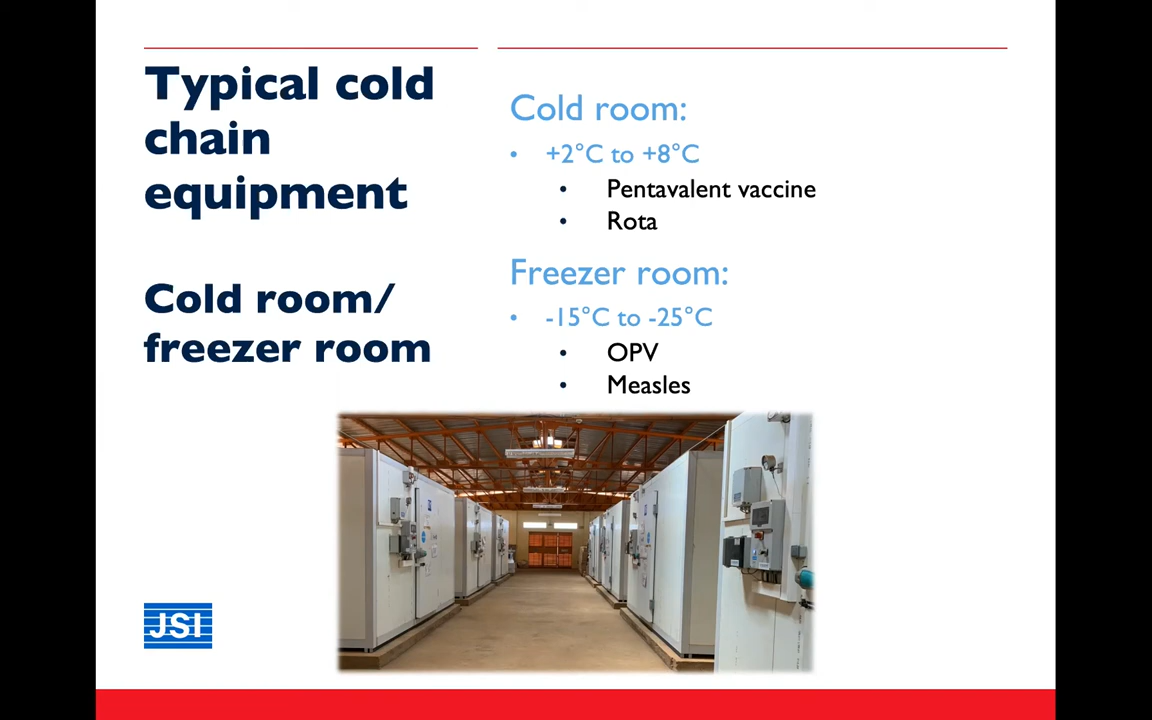 Typical cold
chain
equipment
Cold room/
freezer room
Cold room:
• +2°C to +8°C
• Pentavalent vaccine
• Rota
Freezer room:
• -15°C to -25°C
• OPV
• Measles
JSI